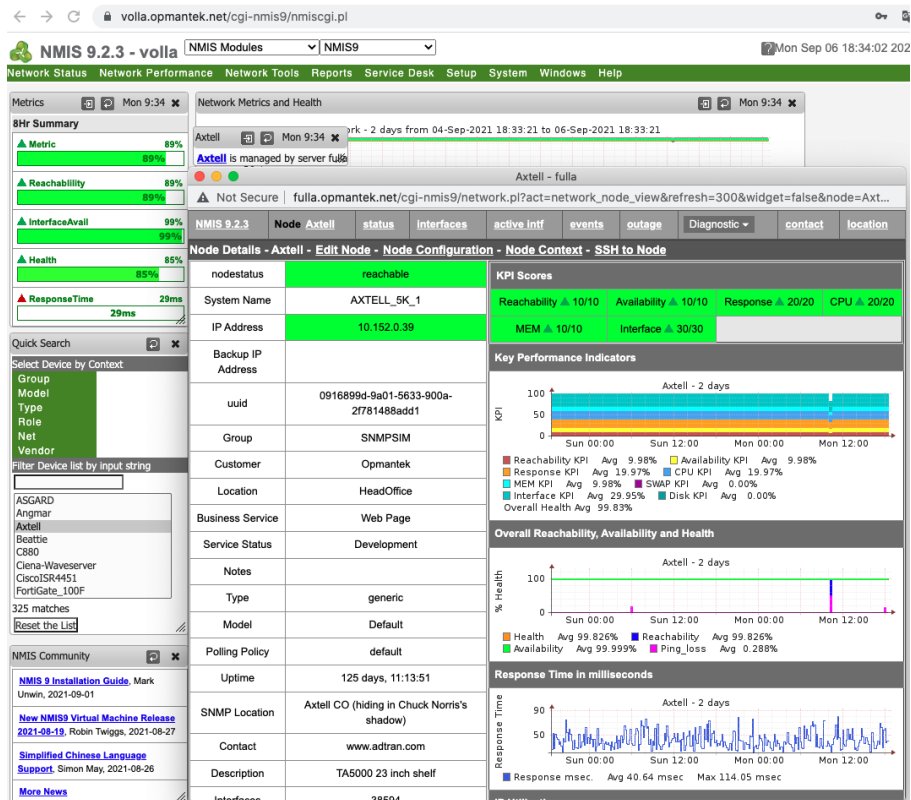 volla.opmantek.net/cgi-nmis9/nmiscgi.pl
NMIS 9.2.3 - volla
NMIS Modules
NMIS9
Mon Sep 06 18:34:02 202
Network Status Network Performance Network Tools Reports Service Desk Setup System Windows Help
Metrics Mon 9:34
8Hr Summary
Metric 89%
89%
Reachablility 89%
89%
InterfaceAvail 99%
99%
Health 85%
85%
ResponseTime 29ms
29ms
Quick Search
Select Device by Context
Group
Model
Type
Role
Net
Vendor
Filter Device list by input string
ASGARD
Angmar
Axtell
Beattie
C880
Ciena-Waveserver
CiscoISR4451
FortiGate_100F
325 matches
Reset the List
NMIS Community
NMIS 9 Installation Guide, Mark
Unwin, 2021-09-01
New NMIS9 Virtual Machine Release
2021-08-19, Robin Twiggs, 2021-08-27
Simplified Chinese Language
Support, Simon May, 2021-08-26
More News
Network Metrics and Health Mon 9:34
rk - 2 days from 04-Sep-2021 18:33:21 to 06-Sep-2021 18:33:21
Axtell Mon 9:34
Axtell is managed by server fulla
Axtell - fulla
Not Secure fulla.opmantek.net/cgi-nmis9/network.pl?act=network_node_view&refresh=300&widget=false&node=Axt...
NMIS 9.2.3 Node Axtell status interfaces active intf events outage Diagnostic contact location
Node Details - Axtell - Edit Node - Node Configuration - Node Context - SSH to Node
nodestatus reachable
System Name AXTELL_5K_1
IP Address 10.152.0.39
Backup IP
Address
uuid 0916899d-9a01-5633-900a-
2f781488add1
Group SNMPSIM
Customer Opmantek
Location HeadOffice
Business Service Web Page
Service Status Development
Notes
Type generic
Model Default
Polling Policy default
Uptime 125 days, 11:13:51
SNMP Location Axtell CO (hiding in Chuck Norris's
shadow)
Contact www.adtran.com
Description TA5000 23 inch shelf
Interfaces 38594
KPI Scores
Reachability 10/10 Availability 10/10 Response 20/20 CPU 20/20
MEM 10/10 Interface 30/30
Key Performance Indicators
Axtell - 2 days
KPI
100
50
0
Sun 00:00 Sun 12:00 Mon 00:00 Mon 12:00
Reachability KPI Avg 9.98% Availability KPI Avg 9.98%
Response KPI Avg 19.97% CPU KPI Avg 19.97%
MEM KPI Avg 9.98% SWAP KPI Avg 0.00%
Interface KPI Avg 29.95% Disk KPI Avg 0.00%
Overall Health Avg 99.83%
Overall Reachability, Availability and Health
Axtell - 2 days
% Health
100
0
Sun 00:00 Sun 12:00 Mon 00:00 Mon 12:00
Health Avg 99.826% Reachability Avg 99.826%
Availability Avg 99.999% Ping_loss Avg 0.288%
Response Time in milliseconds
Axtell - 2 days
Response Time
90
50
Sun 00:00 Sun 12:00 Mon 00:00 Mon 12:00
Response msec. Avg 40.64 msec Max 114.05 msec